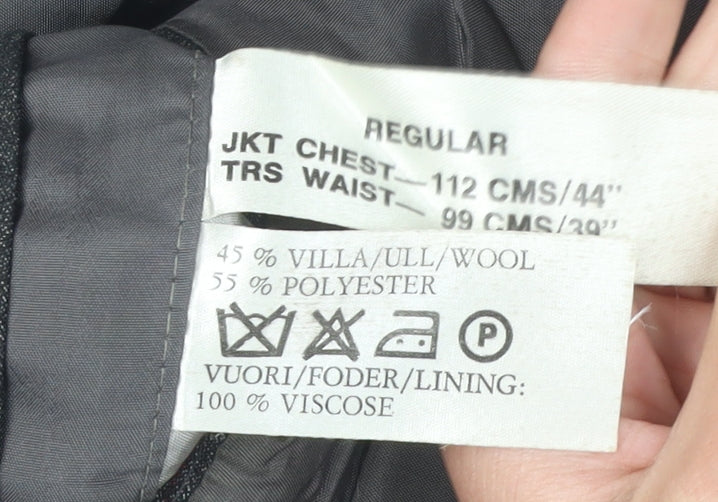 REGULAR
JKT CHEST—112 CMS/44"
TRS WAIST—99 CMS/39"
45 % VILLA/ULL/WOOL
55 % POLYESTER
P
VUORI/FODER/LINING:
100 % VISCOSE